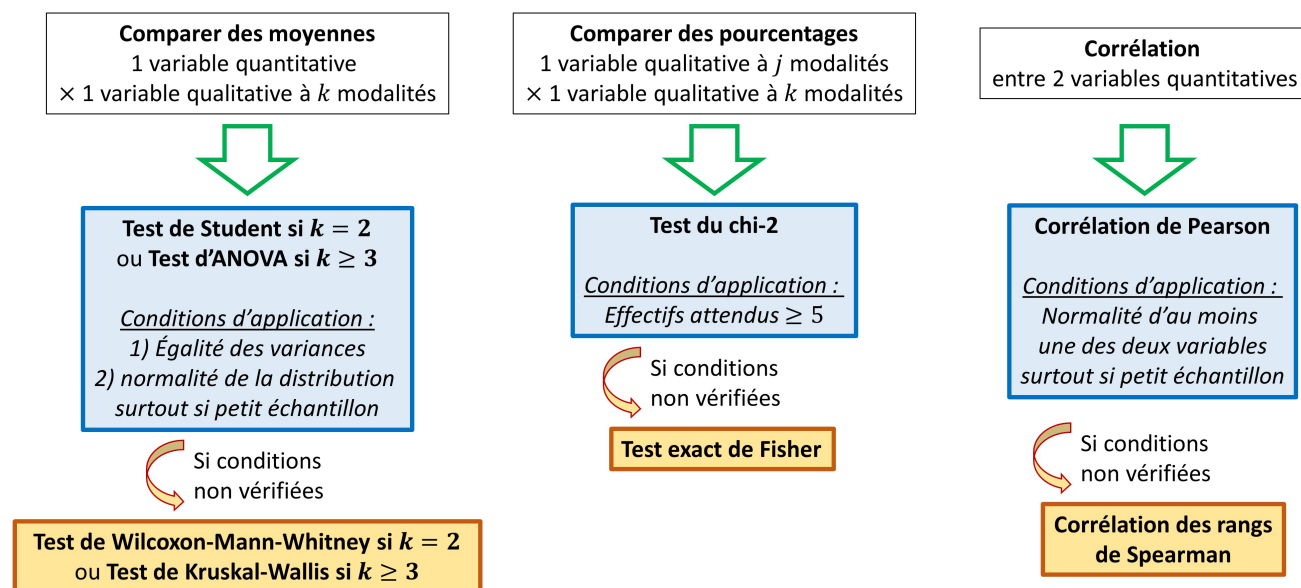 Comparer des moyennes
1 variable quantitative
× 1 variable qualitative à k modalités
Test de Student si k = 2
ou Test d’ANOVA si k ≥ 3
Conditions d’application :
1) Égalité des variances
2) normalité de la distribution
surtout si petit échantillon
Si conditions
non vérifiées
Test de Wilcoxon-Mann-Whitney si k = 2
ou Test de Kruskal-Wallis si k ≥ 3
Comparer des pourcentages
1 variable qualitative à j modalités
× 1 variable qualitative à k modalités
Test du chi-2
Conditions d’application :
Effectifs attendus ≥ 5
Si conditions
non vérifiées
Test exact de Fisher
Corrélation
entre 2 variables quantitatives
Corrélation de Pearson
Conditions d’application :
Normalité d’au moins
une des deux variables
surtout si petit échantillon
Si conditions
non vérifiées
Corrélation des rangs
de Spearman